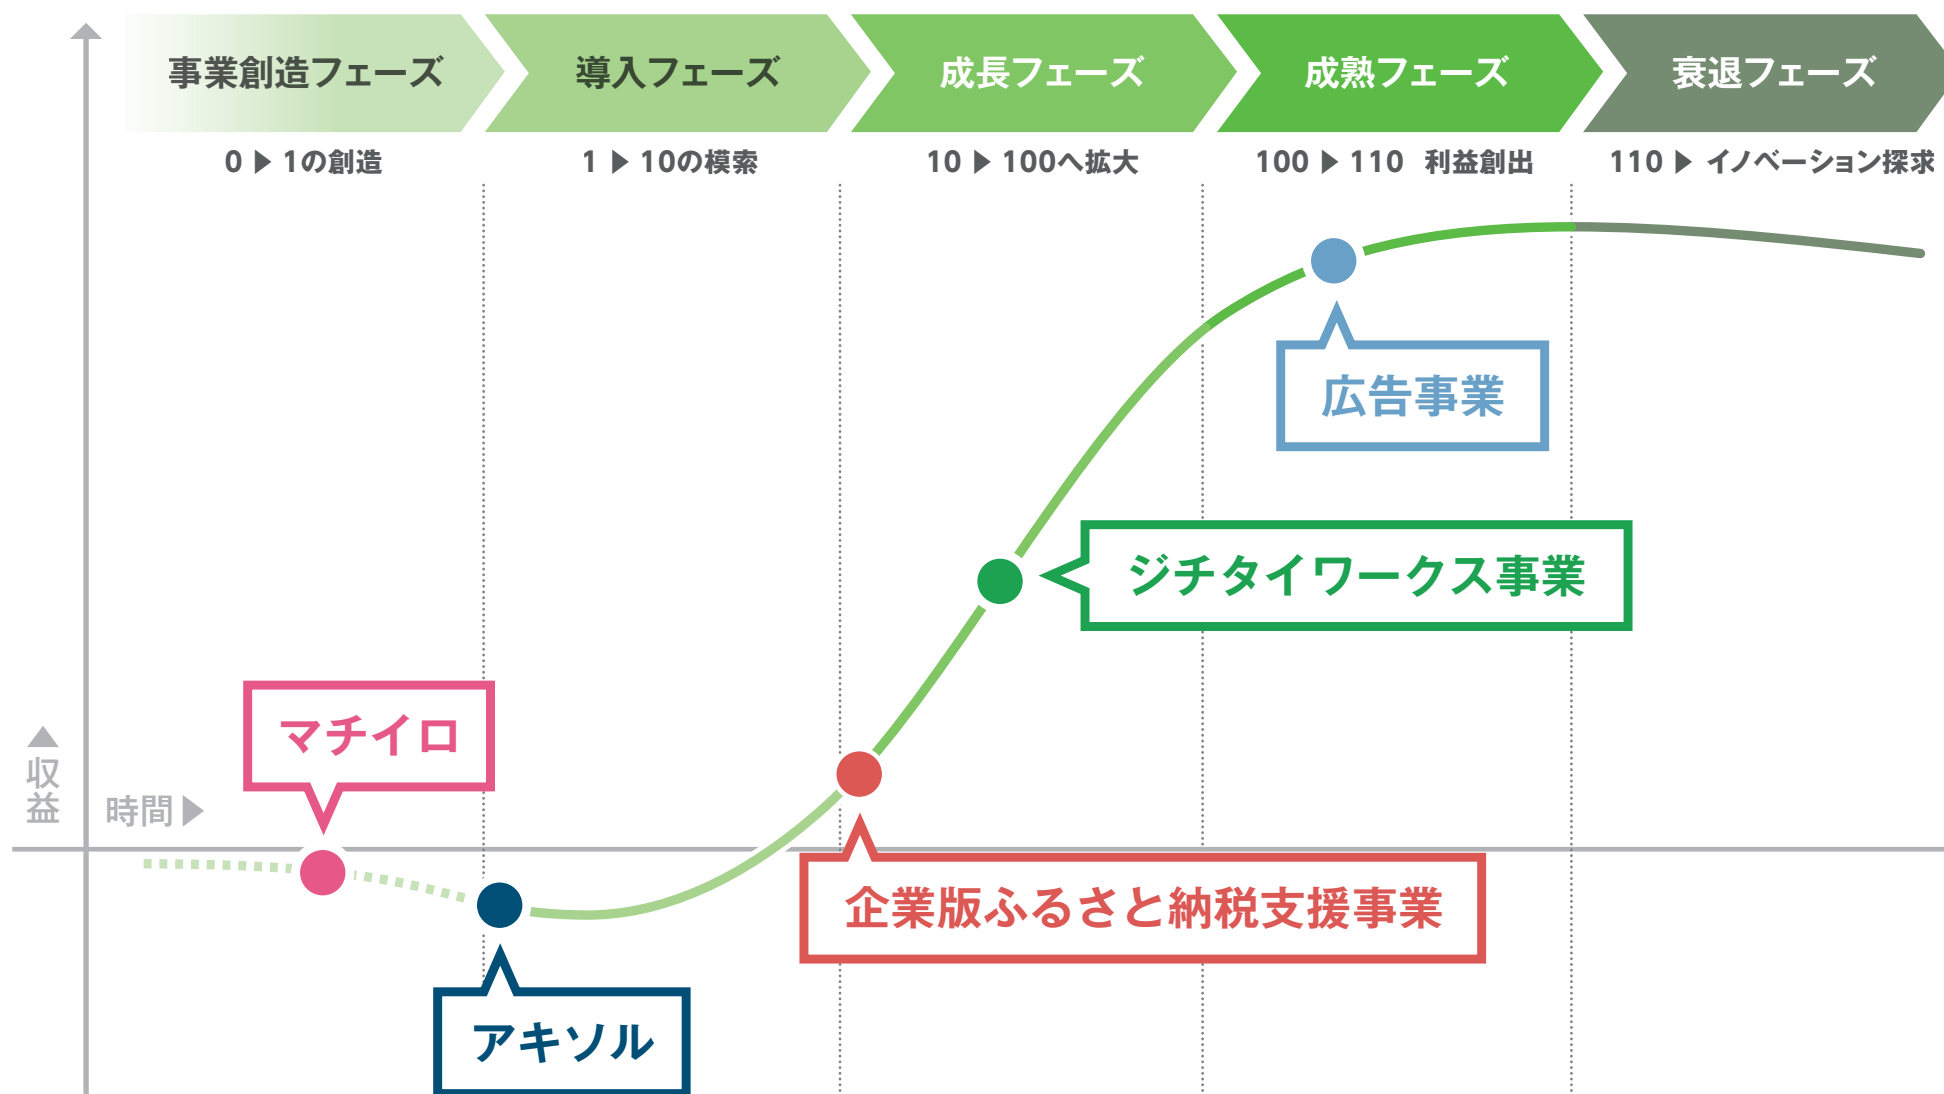 事業創造フェーズ
導入フェーズ
成長フェーズ
成熟フェーズ
衰退フェーズ
0 ▶ 1の創造
1 ▶ 10の模索
10 ▶ 100へ拡大
100 ▶ 110 利益創出
110 ▶ イノベーション探求
広告事業
ジチタイワークス事業
マチイロ
▲収益
時間▶
企業版ふるさと納税支援事業
アキソル